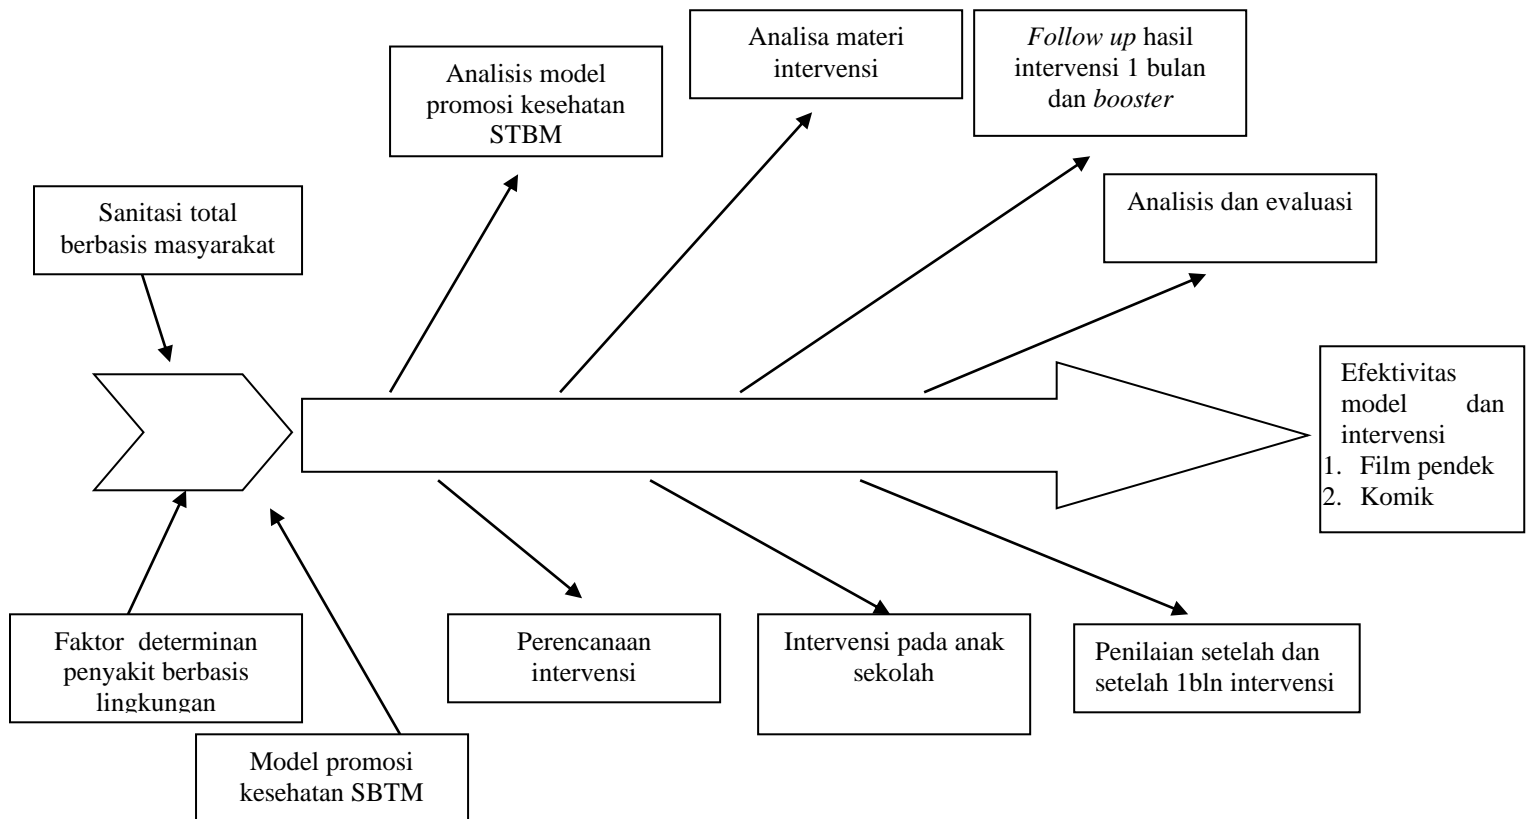 Analisa materi
intervensi
Follow up hasil
intervensi 1 bulan
dan booster
Analisis model
promosi kesehatan
STBM
Analisis dan evaluasi
Sanitasi total
berbasis masyarakat
Efektivitas
model dan
intervensi
1. Film pendek
2. Komik
Faktor determinan
penyakit berbasis
lingkungan
Perencanaan
intervensi
Intervensi pada anak
sekolah
Penilaian setelah dan
setelah 1bln intervensi
Model promosi
kesehatan SBTM